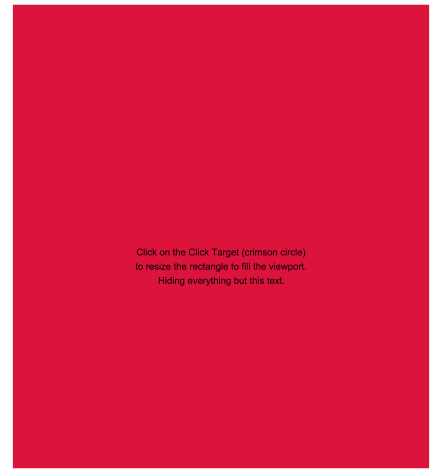 Click on the Click Target (crimson circle)
to resize the rectangle to fill the viewport.
Hiding everything but this text.